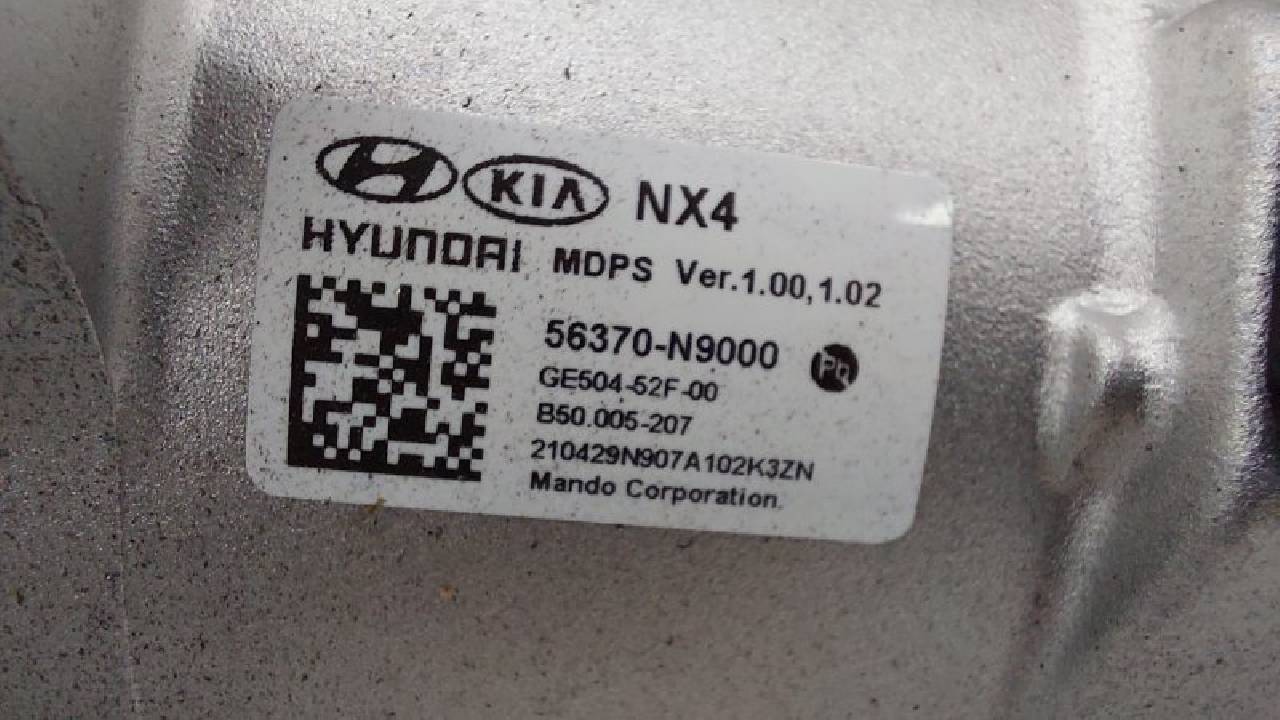 KIA NX4
HYUNDAI MDPS Ver.1.00,1.02
56370-N9000 PQ
GE504-52F-00
B50.005-207
210429N907A102K3ZN
Mando Corporation.